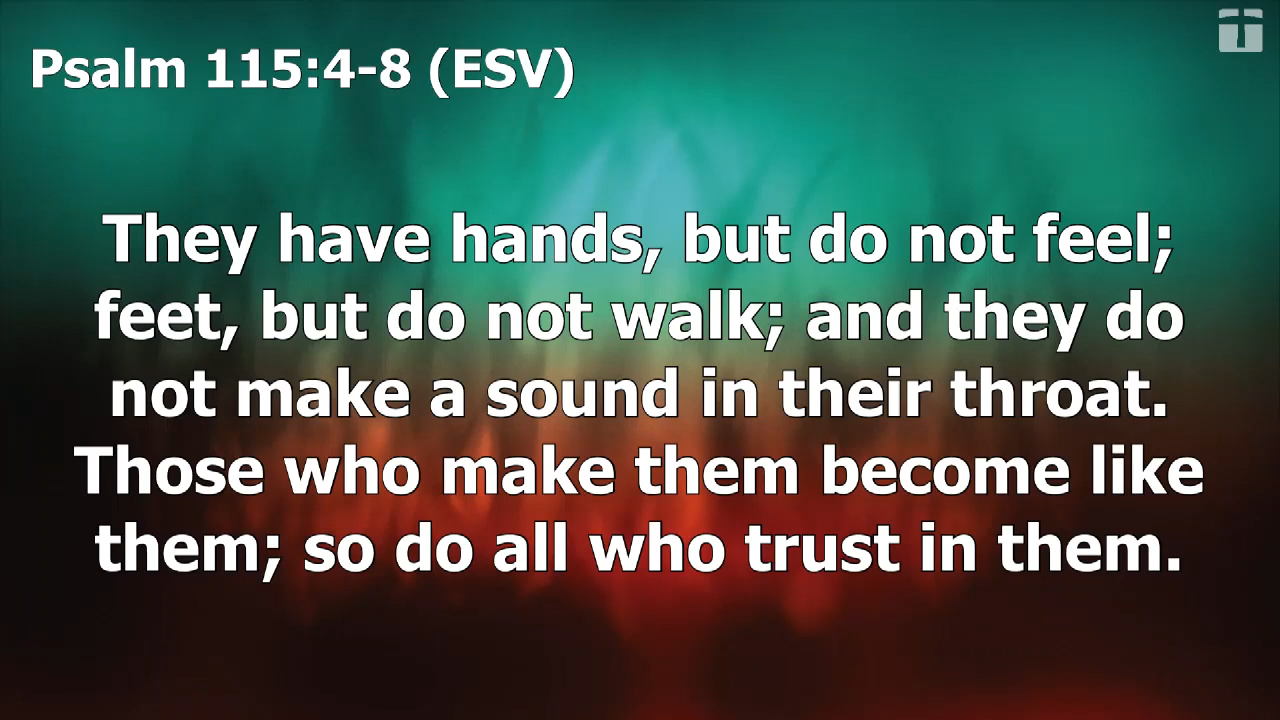 Psalm 115:4-8 (ESV)
They have hands, but do not feel;
feet, but do not walk; and they do
not make a sound in their throat.
Those who make them become like
them; so do all who trust in them.